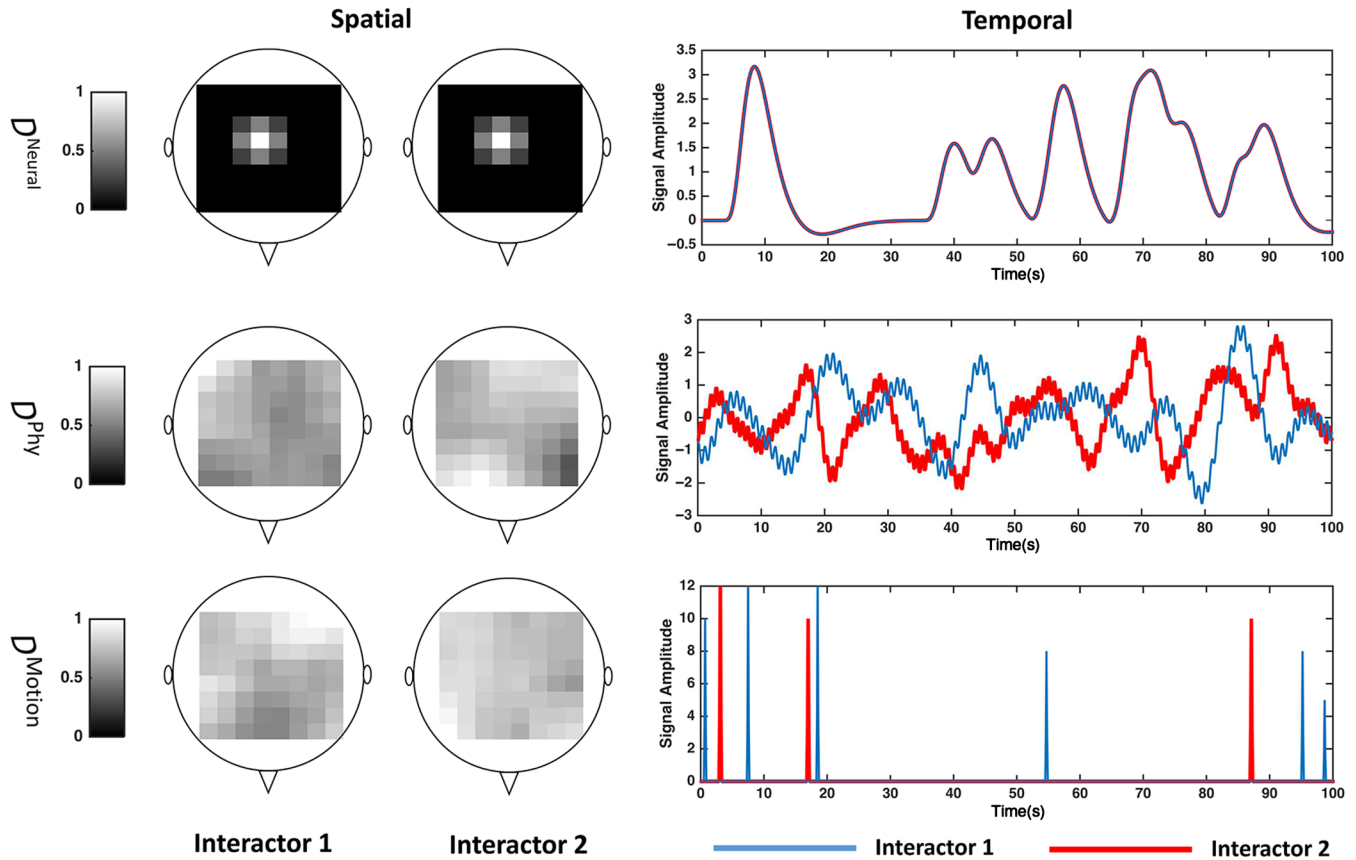 Spatial
Temporal
D^Neural
1
0.5
0
Signal Amplitude
3.5
3
2.5
2
1.5
1
0.5
0
−0.5
0 10 20 30 40 50 60 70 80 90 100
Time(s)
D^Phy
1
0.5
0
Signal Amplitude
3
2
1
0
−1
−2
−3
0 10 20 30 40 50 60 70 80 90 100
Time(s)
D^Motion
1
0.5
0
Signal Amplitude
12
10
8
6
4
2
0
0 10 20 30 40 50 60 70 80 90 100
Time(s)
Interactor 1
Interactor 2
Interactor 1
Interactor 2